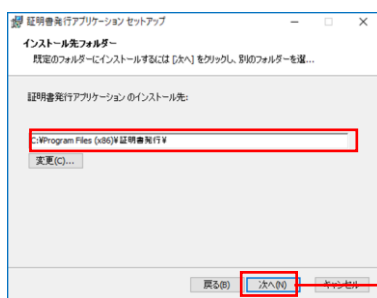 証明書発行アプリケーション セットアップ
インストール先フォルダー
既定のフォルダーにインストールするには [次へ] をクリックし、別のフォルダーを選...
証明書発行アプリケーション のインストール先:
C:¥Program Files (x86)¥証明書発行¥
変更(C)...
戻る(B) 次へ(N) キャンセル